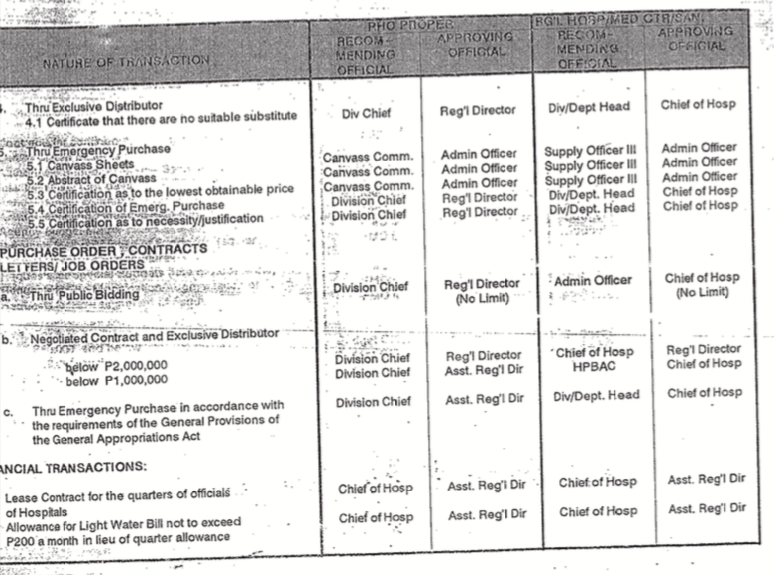 PHO PROPER RG'L HOSP/MED CTR/SAN.
NATURE OF TRANSACTION RECOM-MENDING OFFICIAL APPROVING OFFICIAL RECOM-MENDING OFFICIAL APPROVING OFFICIAL
Thru Exclusive Distributor
4.1 Certificate that there are no suitable substitute Div Chief Reg'l Director Div/Dept Head Chief of Hosp
Thru Emergency Purchase
5.1 Canvass Sheets Canvass Comm. Admin Officer Supply Officer III Admin Officer
5.2 Abstract of Canvass Canvass Comm. Admin Officer Supply Officer III Admin Officer
5.3 Certification as to the lowest obtainable price Canvass Comm. Admin Officer Supply Officer III Admin Officer
5.4 Certification of Emerg. Purchase Division Chief Reg'l Director Div/Dept. Head Chief of Hosp
5.5 Certification as to necessity/justification Division Chief Reg'l Director Div/Dept. Head Chief of Hosp
PURCHASE ORDER, CONTRACTS
LETTERS/ JOB ORDERS
a. Thru Public Bidding Division Chief Reg'l Director (No Limit) Admin Officer Chief of Hosp (No Limit)
b. Negotiated Contract and Exclusive Distributor
below P2,000,000 Division Chief Reg'l Director Chief of Hosp Reg'l Director
below P1,000,000 Division Chief Asst. Reg'l Dir HPBAC Chief of Hosp
c. Thru Emergency Purchase in accordance with Division Chief Asst. Reg'l Dir Div/Dept. Head Chief of Hosp
the requirements of the General Provisions of
the General Appropriations Act
ANCIAL TRANSACTIONS:
Lease Contract for the quarters of officials Chief of Hosp Asst. Reg'l Dir Chief of Hosp Asst. Reg'l Dir
of Hospitals
Allowance for Light Water Bill not to exceed Chief of Hosp Asst. Reg'l Dir Chief of Hosp Asst. Reg'l Dir
P200 a month in lieu of quarter allowance